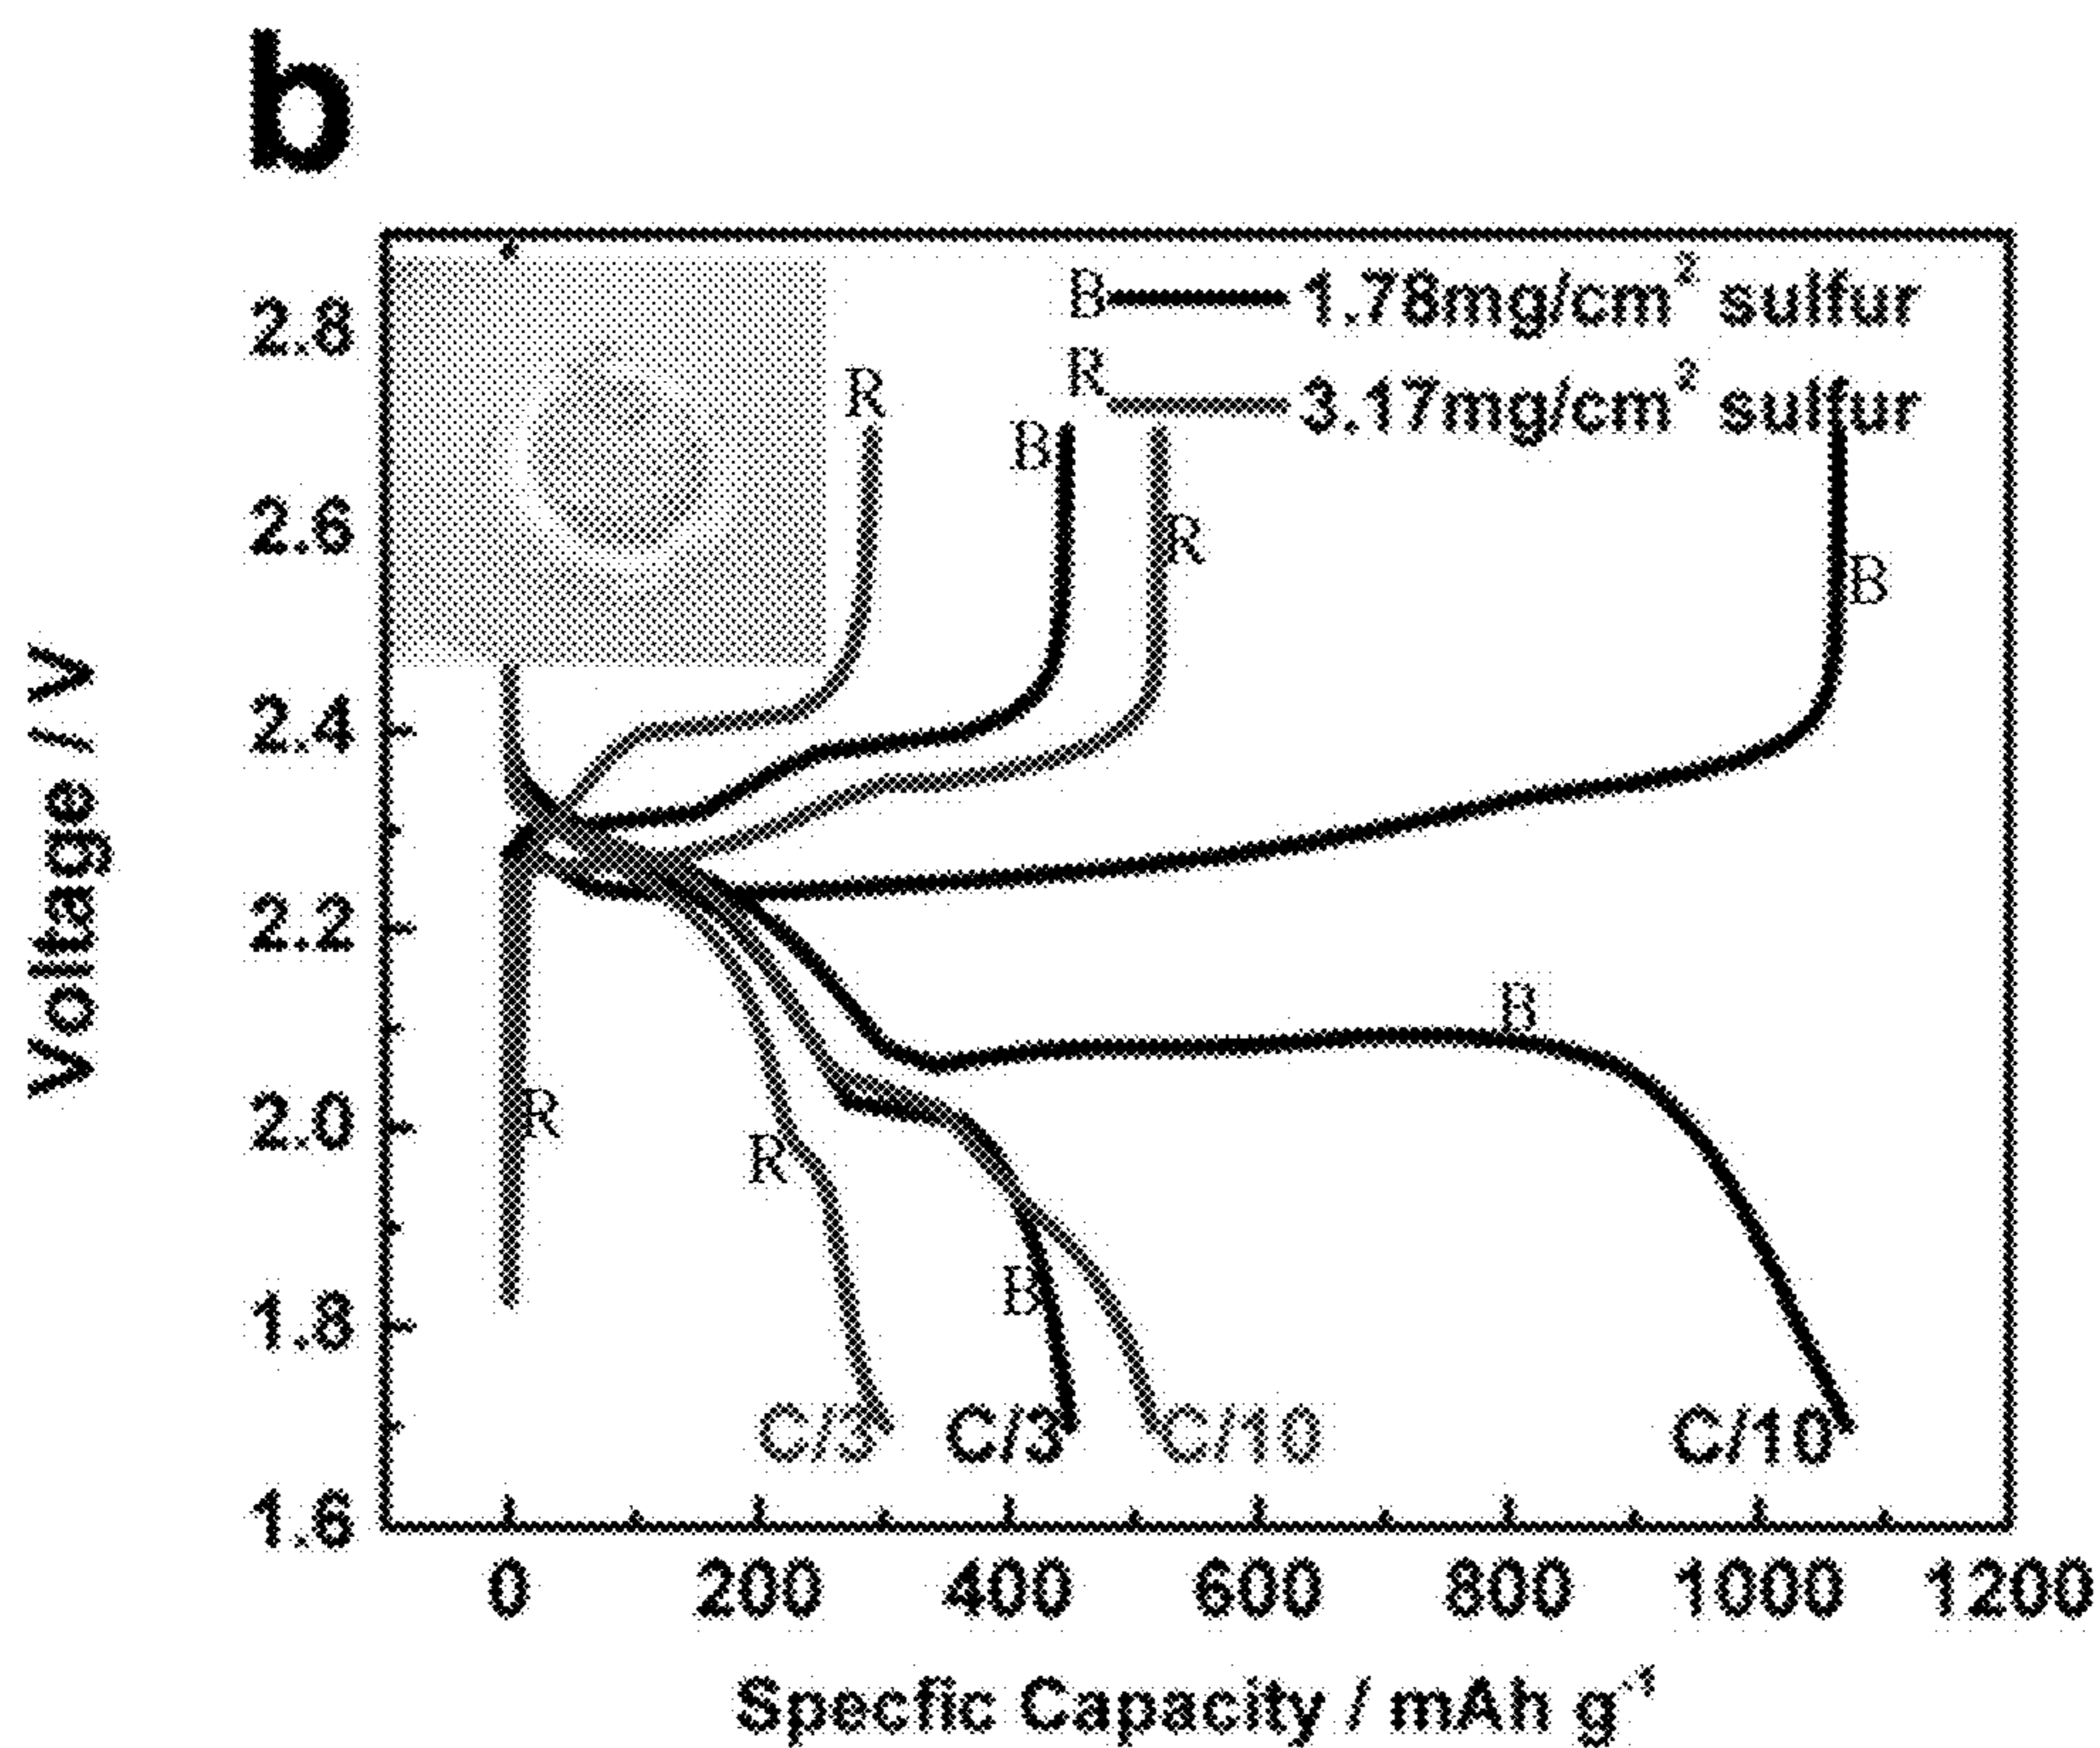 b
B 1.78mg/cm² sulfur
R 3.17mg/cm² sulfur
2.8
2.6
2.4
2.2
2.0
1.8
1.6
Voltage / V
R
B
R
B
B
R
R
B
C/3
C/3
C/10
C/10
0 200 400 600 800 1000 1200
Specfic Capacity / mAh g⁻¹